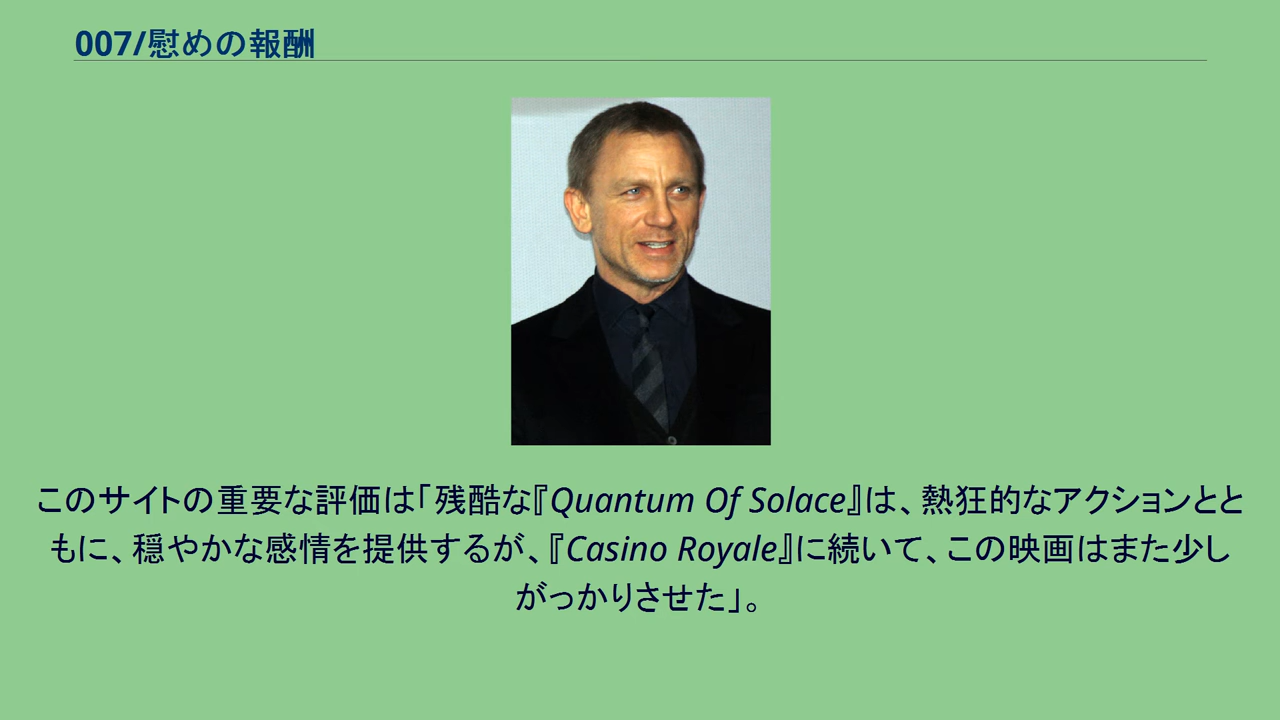 007/慰めの報酬
このサイトの重要な評価は「残酷な『Quantum Of Solace』は、熱狂的なアクションとと
もに、穏やかな感情を提供するが、『Casino Royale』に続いて、この映画はまた少し
がっかりさせた」。